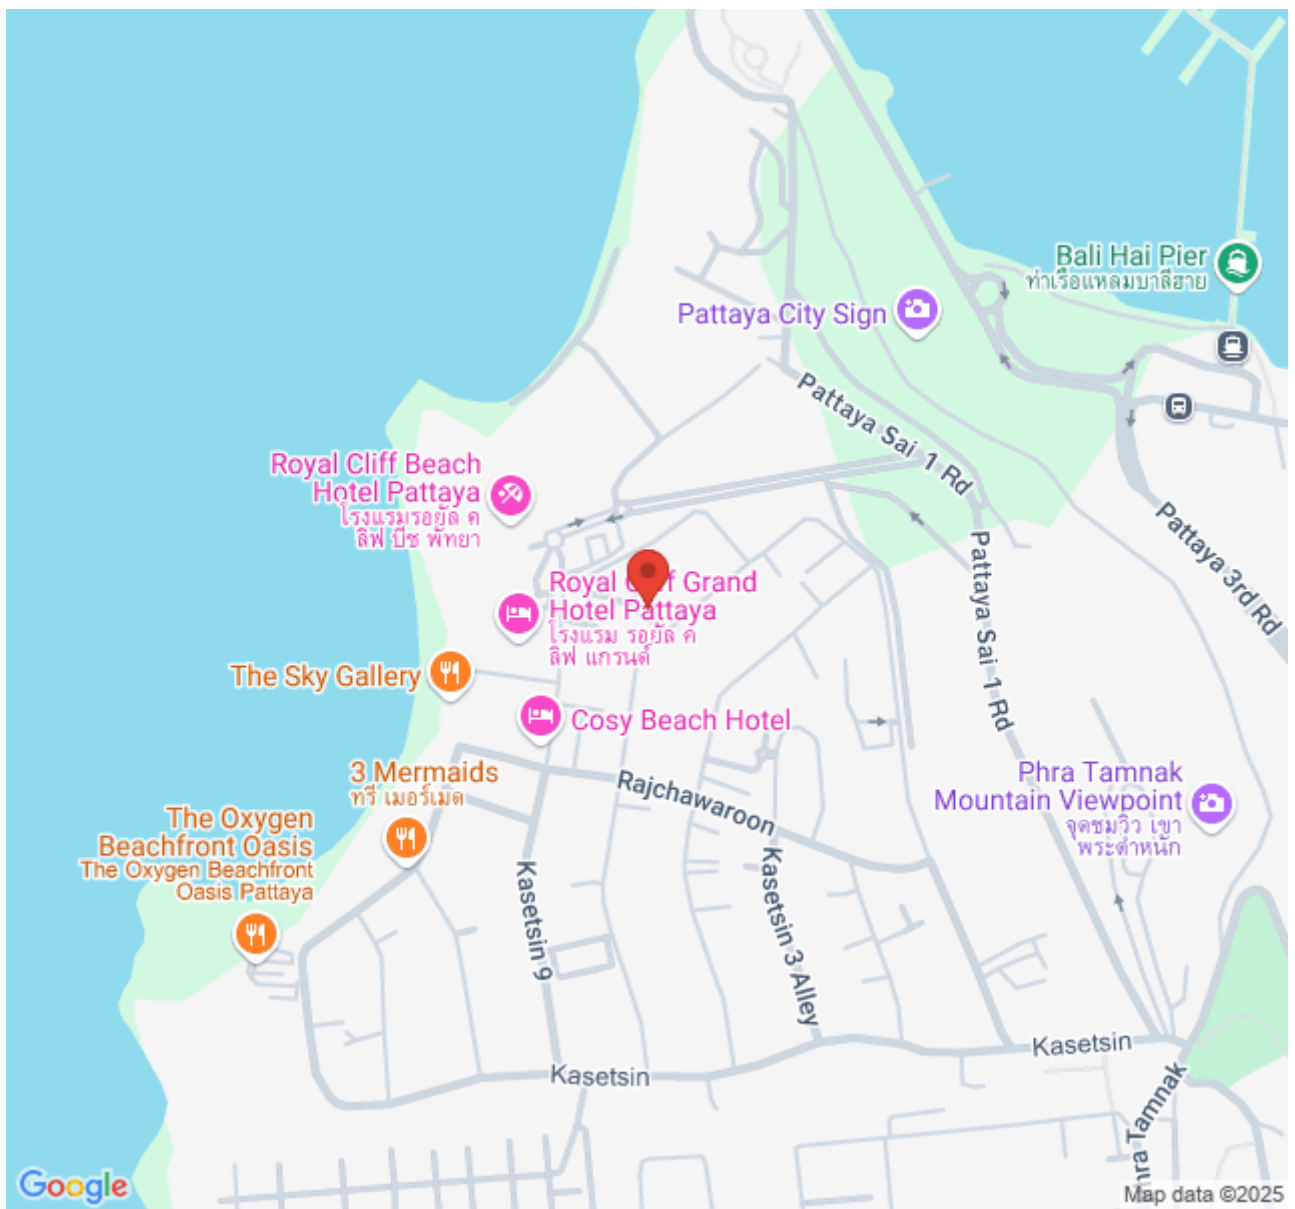 Bali Hai Pier
ท่าเรือแหลมบาลีฮาย
Pattaya City Sign
Pattaya Sai 1 Rd
Royal Cliff Beach
Hotel Pattaya
โรงแรมรอยัล ค
ลิฟ บีช พัทยา
Pattaya 3rd Rd
Pattaya Sai 1 Rd
Royal Cliff Grand
Hotel Pattaya
โรงแรม รอยัล ค
ลิฟ แกรนด์
The Sky Gallery
Cosy Beach Hotel
3 Mermaids
ทรี เมอร์เมด
Rajchawaroon
Phra Tamnak
Mountain Viewpoint
จุดชมวิว เขา
พระตำหนัก
The Oxygen
Beachfront Oasis
The Oxygen Beachfront
Oasis Pattaya
Kasetsin 9
Kasetsin 3 Alley
Kasetsin
Kasetsin
hra Tamnak
Google
Map data ©2025